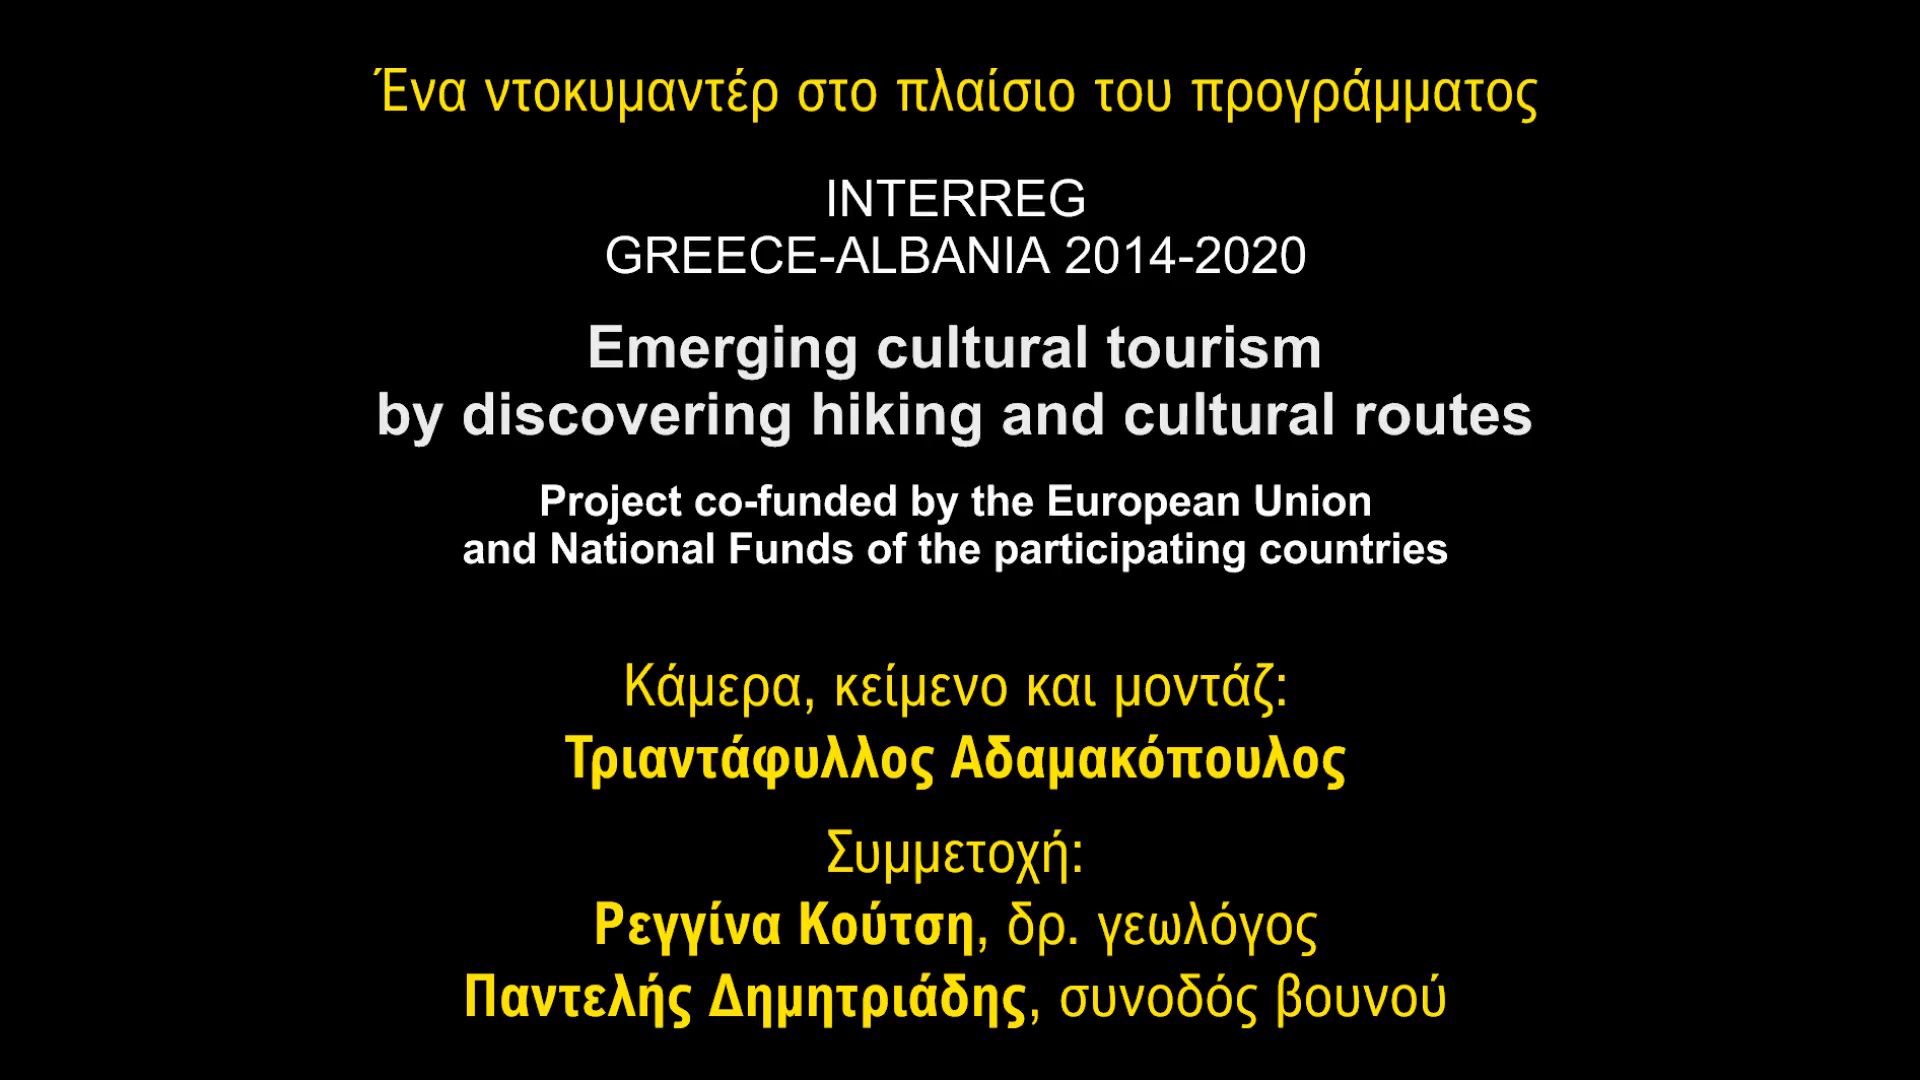 Ένα ντοκυμαντέρ στο πλαίσιο του προγράμματος
INTERREG
GREECE-ALBANIA 2014-2020
Emerging cultural tourism
by discovering hiking and cultural routes
Project co-funded by the European Union
and National Funds of the participating countries
Κάμερα, κείμενο και μοντάζ:
Τριαντάφυλλος Αδαμακόπουλος
Συμμετοχή:
Ρεγγίνα Κούτση, δρ. γεωλόγος
Παντελής Δημητριάδης, συνοδός βουνού